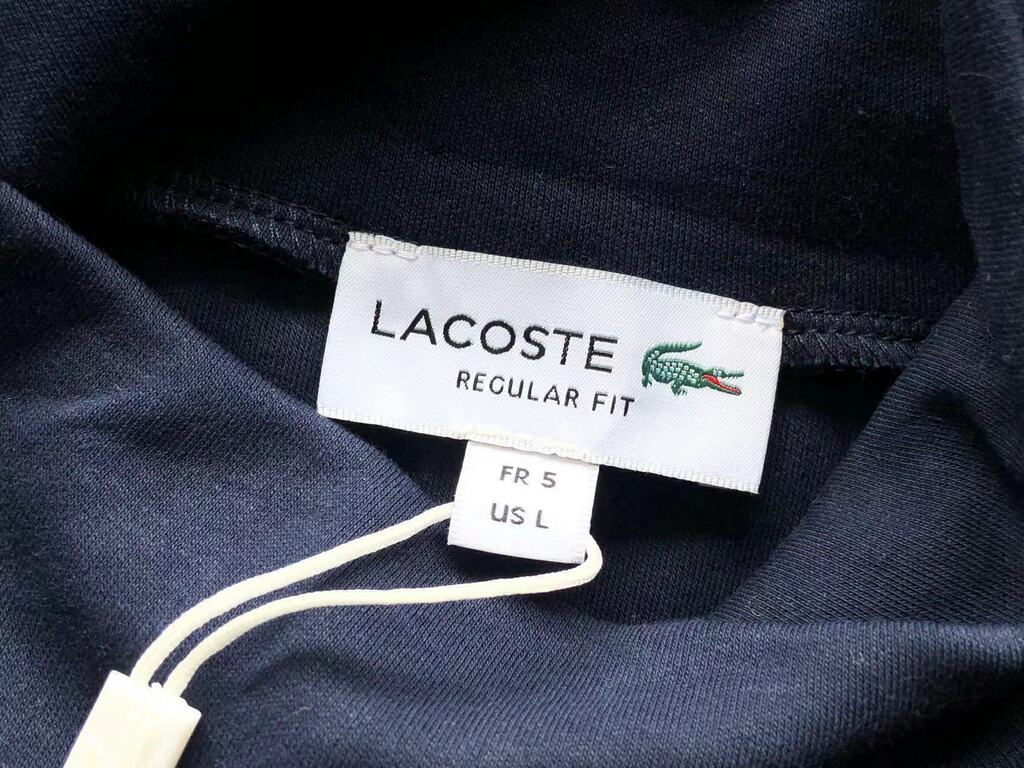 LACOSTE
REGULAR FIT
FR 5
US L